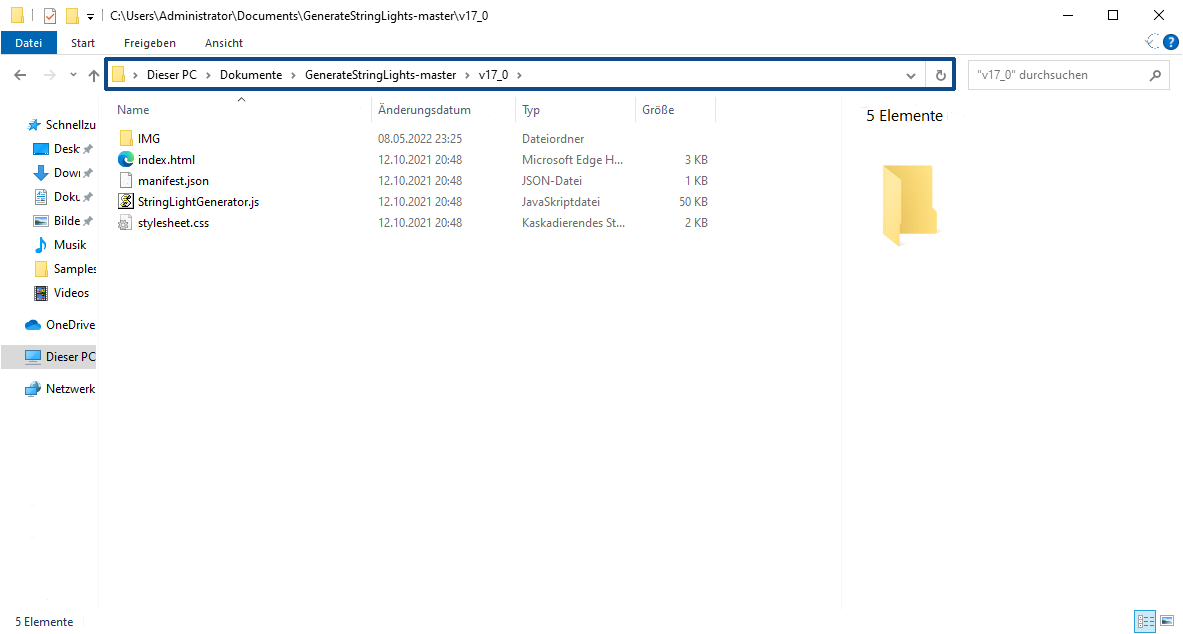 C:\Users\Administrator\Documents\GenerateStringLights-master\v17_0
Datei Start Freigeben Ansicht
Dieser PC Dokumente GenerateStringLights-master v17_0 "v17_0" durchsuchen
Name Änderungsdatum Typ Größe
IMG 08.05.2022 23:25 Dateiordner
index.html 12.10.2021 20:48 Microsoft Edge H... 3 KB
manifest.json 12.10.2021 20:48 JSON-Datei 1 KB
StringLightGenerator.js 12.10.2021 20:48 JavaSkriptdatei 50 KB
stylesheet.css 12.10.2021 20:48 Kaskadierendes St... 2 KB
Schnellzu
Desk
Dow
Doku
Bilde
Musik
Samples
Videos
OneDrive
Dieser PC
Netzwerk
5 Elemente
5 Elemente